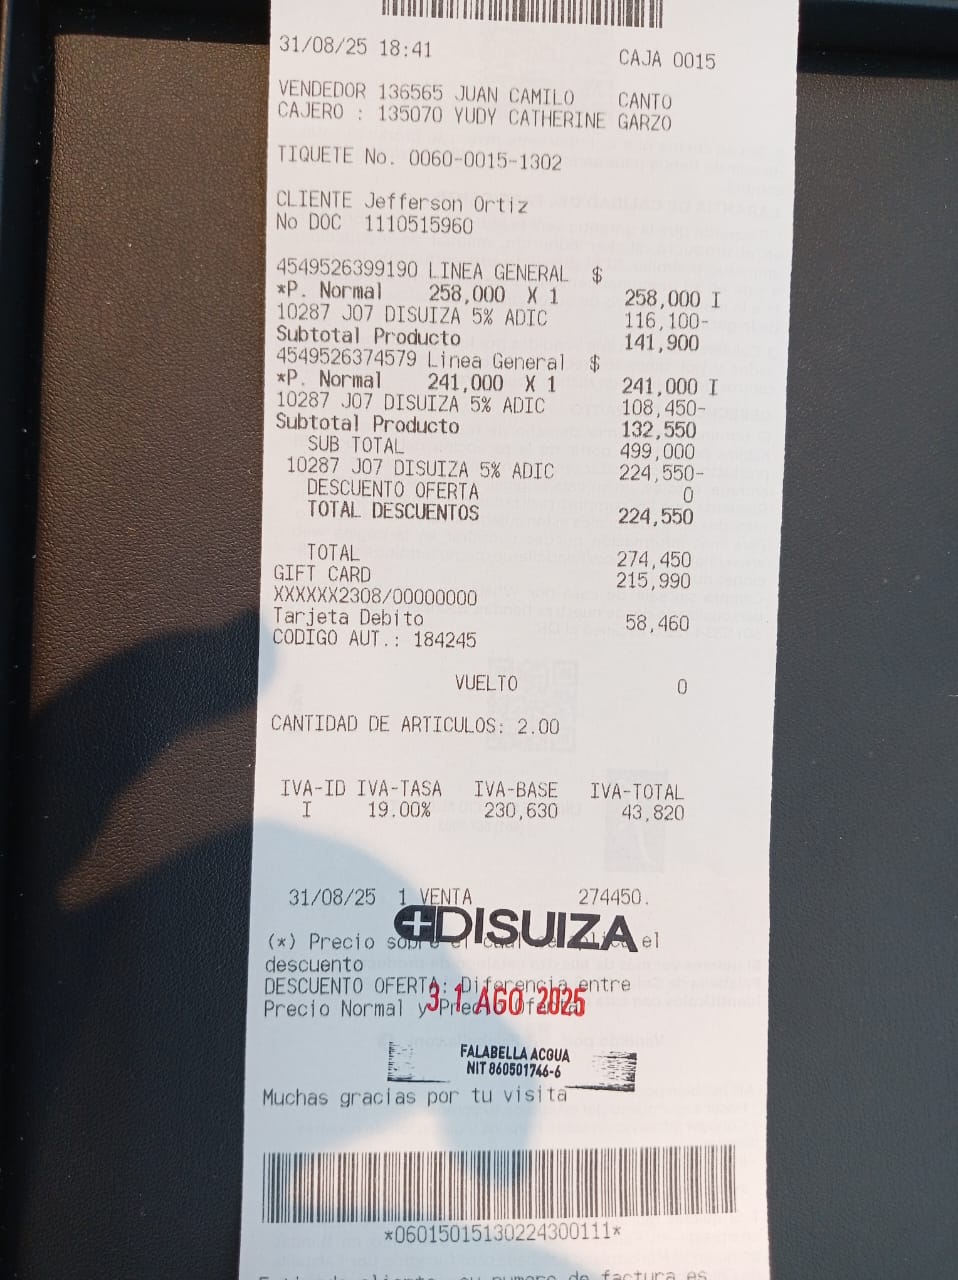 31/08/25 18:41 CAJA 0015
VENDEDOR 136565 JUAN CAMILO CANTO
CAJERO : 135070 YUDY CATHERINE GARZO
TIQUETE No. 0060-0015-1302
CLIENTE Jefferson Ortiz
No DOC 1110515960
4549526399190 LINEA GENERAL $
*P. Normal 258,000 X 1 258,000 I
10287 J07 DISUIZA 5% ADIC 116,100-
Subtotal Producto 141,900
4549526374579 Linea General $
*P. Normal 241,000 X 1 241,000 I
10287 J07 DISUIZA 5% ADIC 108,450-
Subtotal Producto 132,550
SUB TOTAL 499,000
10287 J07 DISUIZA 5% ADIC 224,550-
DESCUENTO OFERTA 0
TOTAL DESCUENTOS 224,550
TOTAL 274,450
GIFT CARD 215,990
XXXXXX2308/00000000
Tarjeta Debito 58,460
CODIGO AUT.: 184245
VUELTO 0
CANTIDAD DE ARTICULOS: 2.00
IVA-ID IVA-TASA IVA-BASE IVA-TOTAL
I 19.00% 230,630 43,820
31/08/25 1 VENTA 274450.
DISUIZA
(*) Precio sobre el cual el
descuento
DESCUENTO OFERTA: Diferencia entre
Precio Normal y Precio Oferta
31 AGO 2025
FALABELLA ACQUA
NIT 860501746-6
Muchas gracias por tu visita
*06015015130224300111*